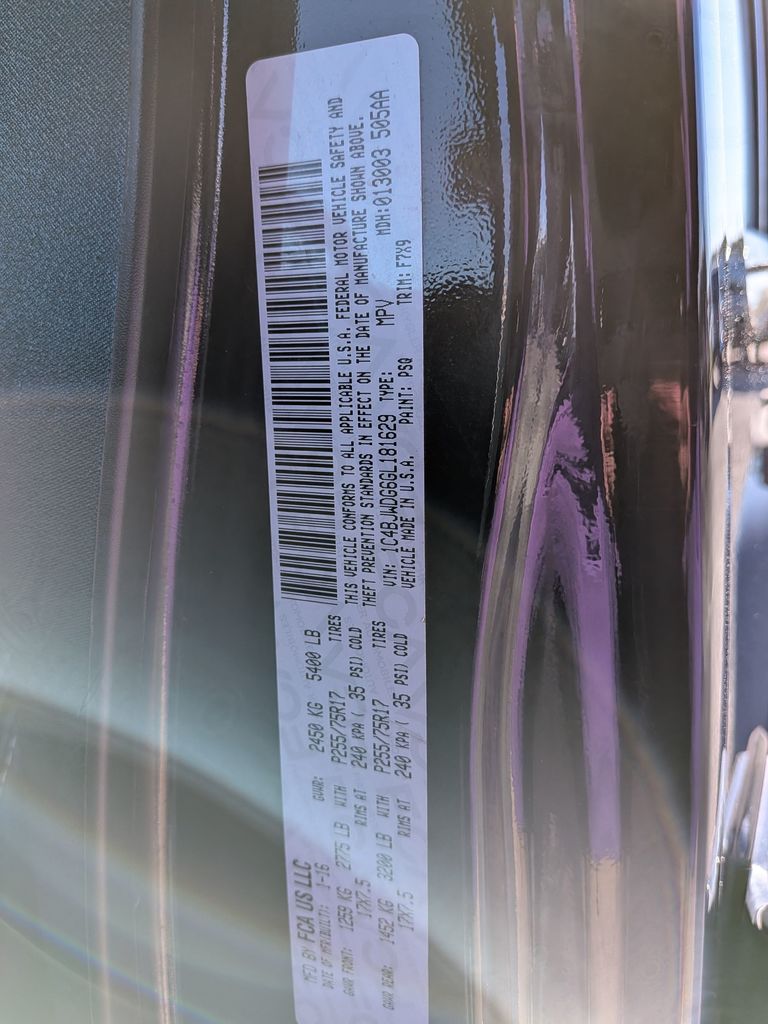 MFD BY FCA US LLC
DATE OF MFR(BUILT): 1-16 GVWR: 2450 KG 5400 LB
GAWR FRONT: 1259 KG 2775 LB WITH P255/75R17 TIRES
17X7.5 RIMS AT 240 KPA ( 35 PSI) COLD
GAWR REAR: 1452 KG 3200 LB WITH P255/75R17 TIRES
17X7.5 RIMS AT 240 KPA ( 35 PSI) COLD
THIS VEHICLE CONFORMS TO ALL APPLICABLE U.S.A. FEDERAL MOTOR VEHICLE SAFETY AND
THEFT PREVENTION STANDARDS IN EFFECT ON THE DATE OF MANUFACTURE SHOWN ABOVE.
VIN: 1C4BJWDG6GL181629 TYPE: MPV MDH:013003 505AA
VEHICLE MADE IN U.S.A. PAINT: PSQ TRIM: F7X9